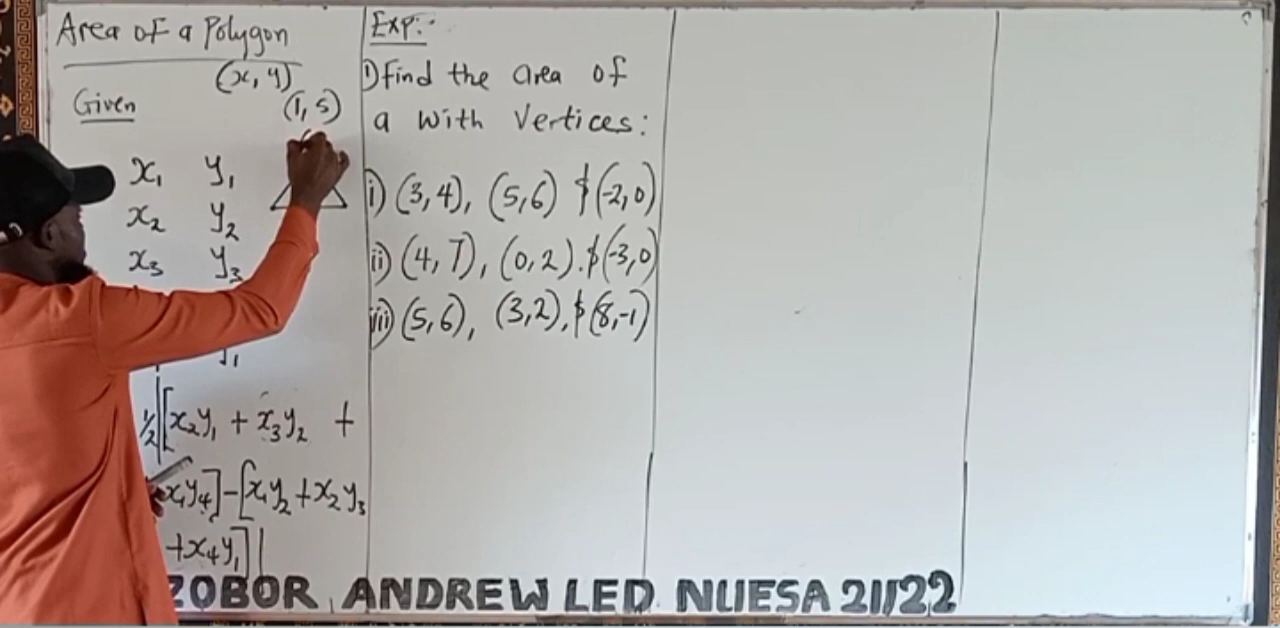 Area of a Polygon
(x, y)
Given
(1, 5)
x₁ y₁
x₂ y₂
x₃ y₃
y₁
½|[x₂y₁ + x₃y₂ +
x₁y₄] - [x₁y₂ + x₂y₃
+ x₄y₁]|
Exp:-
1) Find the area of
a with vertices:
i) (3,4), (5,6) $ (-2,0)
ii) (4,7), (0,2). $ (-3,0)
iii) (5,6), (3,2), $ (8,-1)
ZOBOR ANDREW LED NUESA 21/22